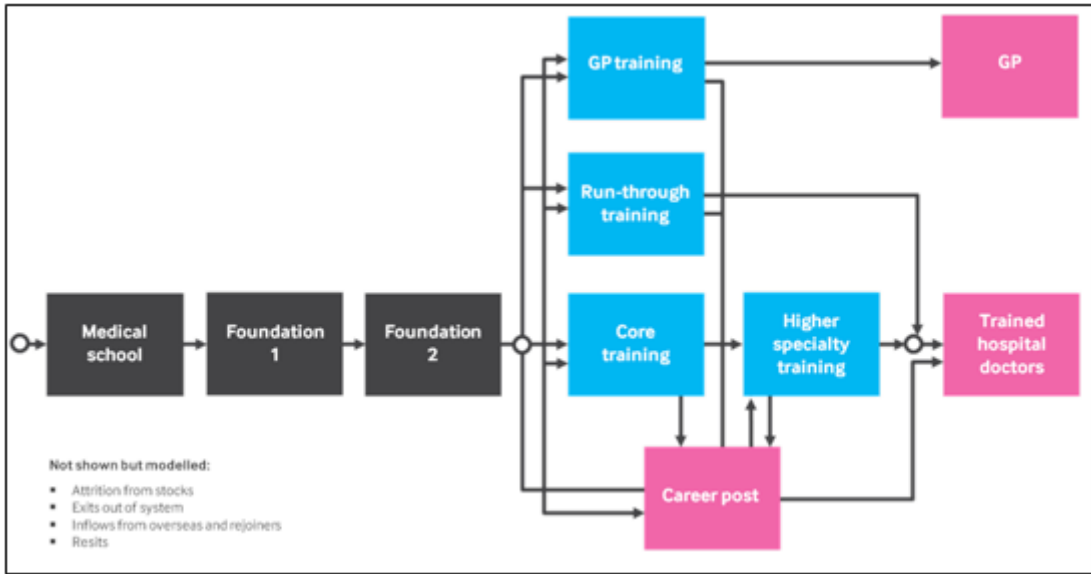 GP training
GP
Run-through
training
Medical
school
Foundation
1
Foundation
2
Core
training
Higher
specialty
training
Trained
hospital
doctors
Career post
Not shown but modelled:
▪ Attrition from stocks
▪ Exits out of system
▪ Inflows from overseas and rejoiners
▪ Resits